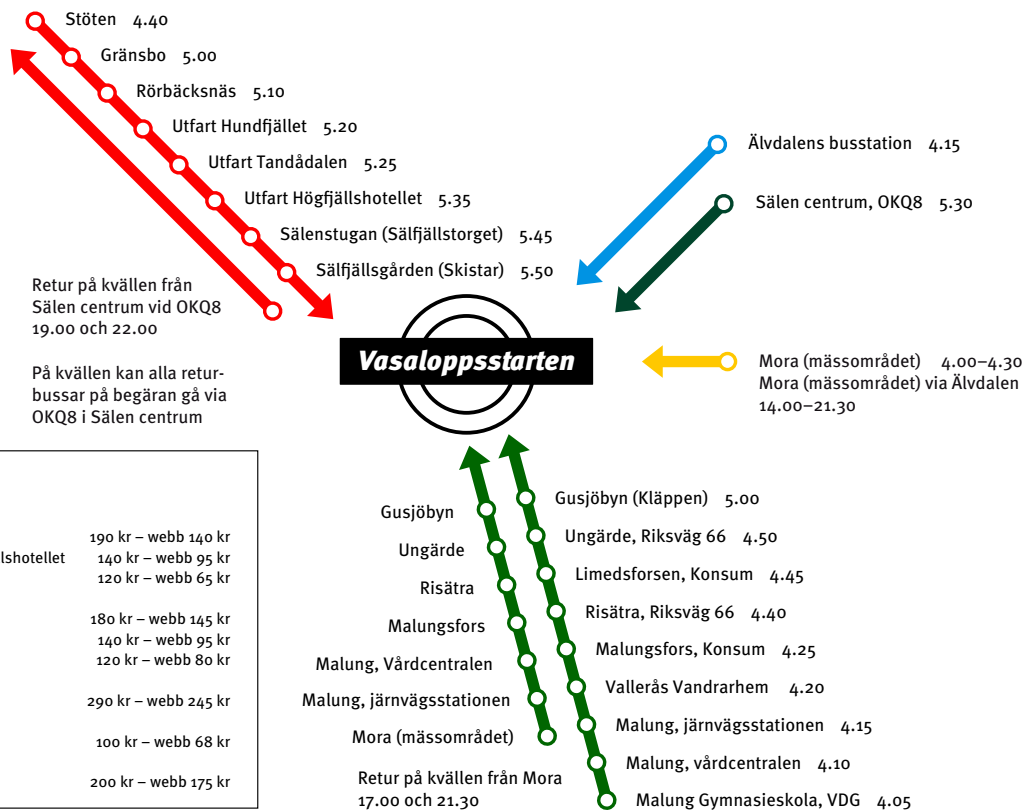 Stöten 4.40
Gränsbo 5.00
Rörbäcksnäs 5.10
Utfart Hundfjället 5.20
Utfart Tandådalen 5.25
Utfart Högfjällshotellet 5.35
Sälenstugan (Sälfjällstorget) 5.45
Sälfjällsgården (Skistar) 5.50
Älvdalens busstation 4.15
Sälen centrum, OKQ8 5.30
Retur på kvällen från
Sälen centrum vid OKQ8
19.00 och 22.00
På kvällen kan alla retur-
bussar på begäran gå via
OKQ8 i Sälen centrum
Vasaloppsstarten
Mora (mässområdet) 4.00–4.30
Mora (mässområdet) via Älvdalen
14.00–21.30
190 kr – webb 140 kr
lshotellet 140 kr – webb 95 kr
120 kr – webb 65 kr
180 kr – webb 145 kr
140 kr – webb 95 kr
120 kr – webb 80 kr
290 kr – webb 245 kr
100 kr – webb 68 kr
200 kr – webb 175 kr
Gusjöbyn
Ungärde
Risätra
Malungsfors
Malung, Vårdcentralen
Malung, järnvägsstationen
Mora (mässområdet)
Retur på kvällen från Mora
17.00 och 21.30
Gusjöbyn (Kläppen) 5.00
Ungärde, Riksväg 66 4.50
Limedsforsen, Konsum 4.45
Risätra, Riksväg 66 4.40
Malungsfors, Konsum 4.25
Vallerås Vandrarhem 4.20
Malung, järnvägsstationen 4.15
Malung, vårdcentralen 4.10
Malung Gymnasieskola, VDG 4.05